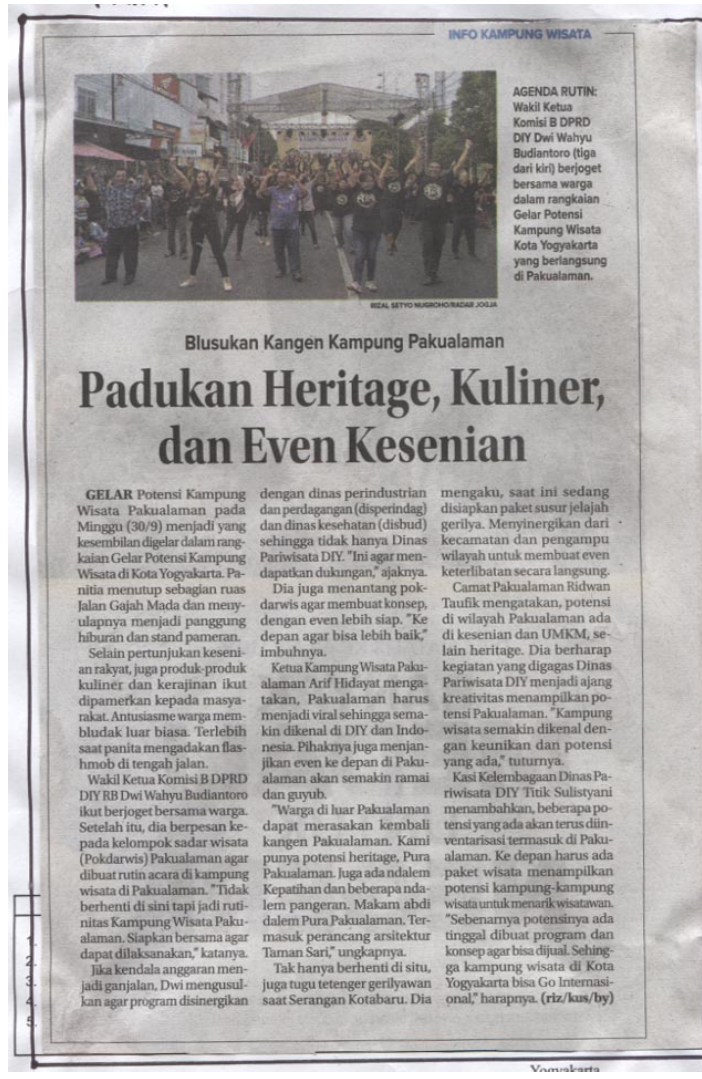 INFO KAMPUNG WISATA
AGENDA RUTIN:
Wakil Ketua
Komisi B DPRD
DIY Dwi Wahyu
Budiantoro (tiga
dari kiri) berjoget
bersama warga
dalam rangkaian
Gelar Potensi
Kampung Wisata
Kota Yogyakarta
yang berlangsung
di Pakualaman.
RIZAL SETYO NUGROHO/RADAR JOGJA
Blusukan Kangen Kampung Pakualaman
Padukan Heritage, Kuliner,
dan Even Kesenian
GELAR Potensi Kampung
Wisata Pakualaman pada
Minggu (30/9) menjadi yang
kesembilan digelar dalam rang-
kaian Gelar Potensi Kampung
Wisata di Kota Yogyakarta. Pa-
nitia menutup sebagian ruas
Jalan Gajah Mada dan meny-
ulapnya menjadi panggung
hiburan dan stand pameran.
Selain pertunjukan keseni-
an rakyat, juga produk-produk
kuliner dan kerajinan ikut
dipamerkan kepada masya-
rakat. Antusiasme warga mem-
bludak luar biasa. Terlebih
saat panita mengadakan flas-
hmob di tengah jalan.
Wakil Ketua Komisi B DPRD
DIY RB Dwi Wahyu Budiantoro
ikut berjoget bersama warga.
Setelah itu, dia berpesan ke-
pada kelompok sadar wisata
(Pokdarwis) Pakualaman agar
dibuat rutin acara di kampung
wisata di Pakualaman. "Tidak
berhenti di sini tapi jadi ruti-
nitas Kampung Wisata Paku-
alaman. Siapkan bersama agar
dapat dilaksanakan," katanya.
Jika kendala anggaran men-
jadi ganjalan, Dwi mengusul-
kan agar program disinergikan
dengan dinas perindustrian
dan perdagangan (disperindag)
dan dinas kesehatan (disbud)
sehingga tidak hanya Dinas
Pariwisata DIY. "Ini agar men-
dapatkan dukungan," ajaknya.
Dia juga menantang pok-
darwis agar membuat konsep,
dengan even lebih siap. "Ke
depan agar bisa lebih baik,"
imbuhnya.
Ketua Kampung Wisata Paku-
alaman Arif Hidayat menga-
takan, Pakualaman harus
menjadi viral sehingga sema-
kin dikenal di DIY dan Indo-
nesia. Pihaknya juga menjan-
jikan even ke depan di Paku-
alaman akan semakin ramai
dan guyub.
"Warga di luar Pakualaman
dapat merasakan kembali
kangen Pakualaman. Kami
punya potensi heritage, Pura
Pakualaman. Juga ada ndalem
Kepatihan dan beberapa nda-
lem pangeran. Makam abdi
dalem Pura Pakualaman. Ter-
masuk perancang arsitektur
Taman Sari," ungkapnya.
Tak hanya berhenti di situ,
juga tugu tetenger gerilyawan
saat Serangan Kotabaru. Dia
mengaku, saat ini sedang
disiapkan paket susur jelajah
gerilya. Menyinergikan dari
kecamatan dan pengampu
wilayah untuk membuat even
keterlibatan secara langsung.
Camat Pakualaman Ridwan
Taufik mengatakan, potensi
di wilayah Pakualaman ada
di kesenian dan UMKM, se-
lain heritage. Dia berharap
kegiatan yang digagas Dinas
Pariwisata DIY menjadi ajang
kreativitas menampilkan po-
tensi Pakualaman. "Kampung
wisata semakin dikenal den-
gan keunikan dan potensi
yang ada," tuturnya.
Kasi Kelembagaan Dinas Pa-
riwisata DIY Titik Sulistyani
menambahkan, beberapa po-
tensi yang ada akan terus diin-
ventarisasi termasuk di Paku-
alaman. Ke depan harus ada
paket wisata menampilkan
potensi kampung-kampung
wisata untuk menarik wisatawan.
"Sebenarnya potensinya ada
tinggal dibuat program dan
konsep agar bisa dijual. Sehing-
ga kampung wisata di Kota
Yogyakarta bisa Go Internasi-
onal," harapnya. (riz/kus/by)
1
2
3
4
5
Yogyakarta